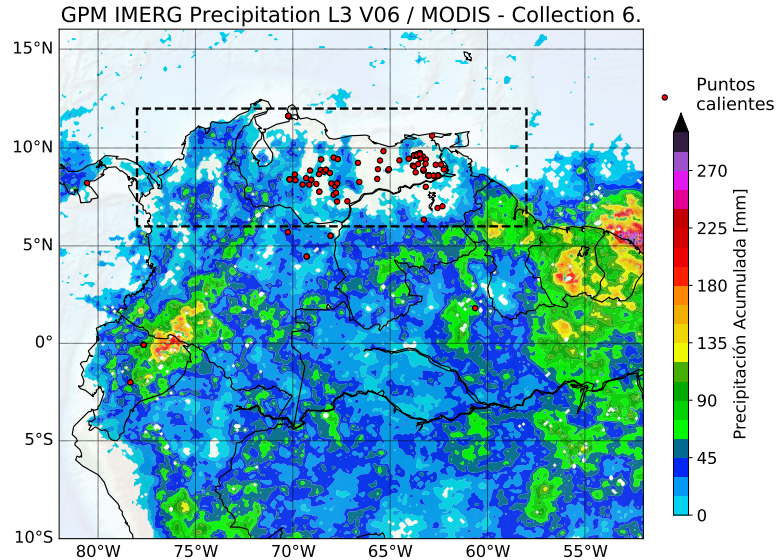 GPM IMERG Precipitation L3 V06 / MODIS - Collection 6.
15°N
10°N
5°N
0°
5°S
10°S
80°W
75°W
70°W
65°W
60°W
55°W
Puntos
calientes
270
225
180
135
90
45
0
Precipitación Acumulada [mm]